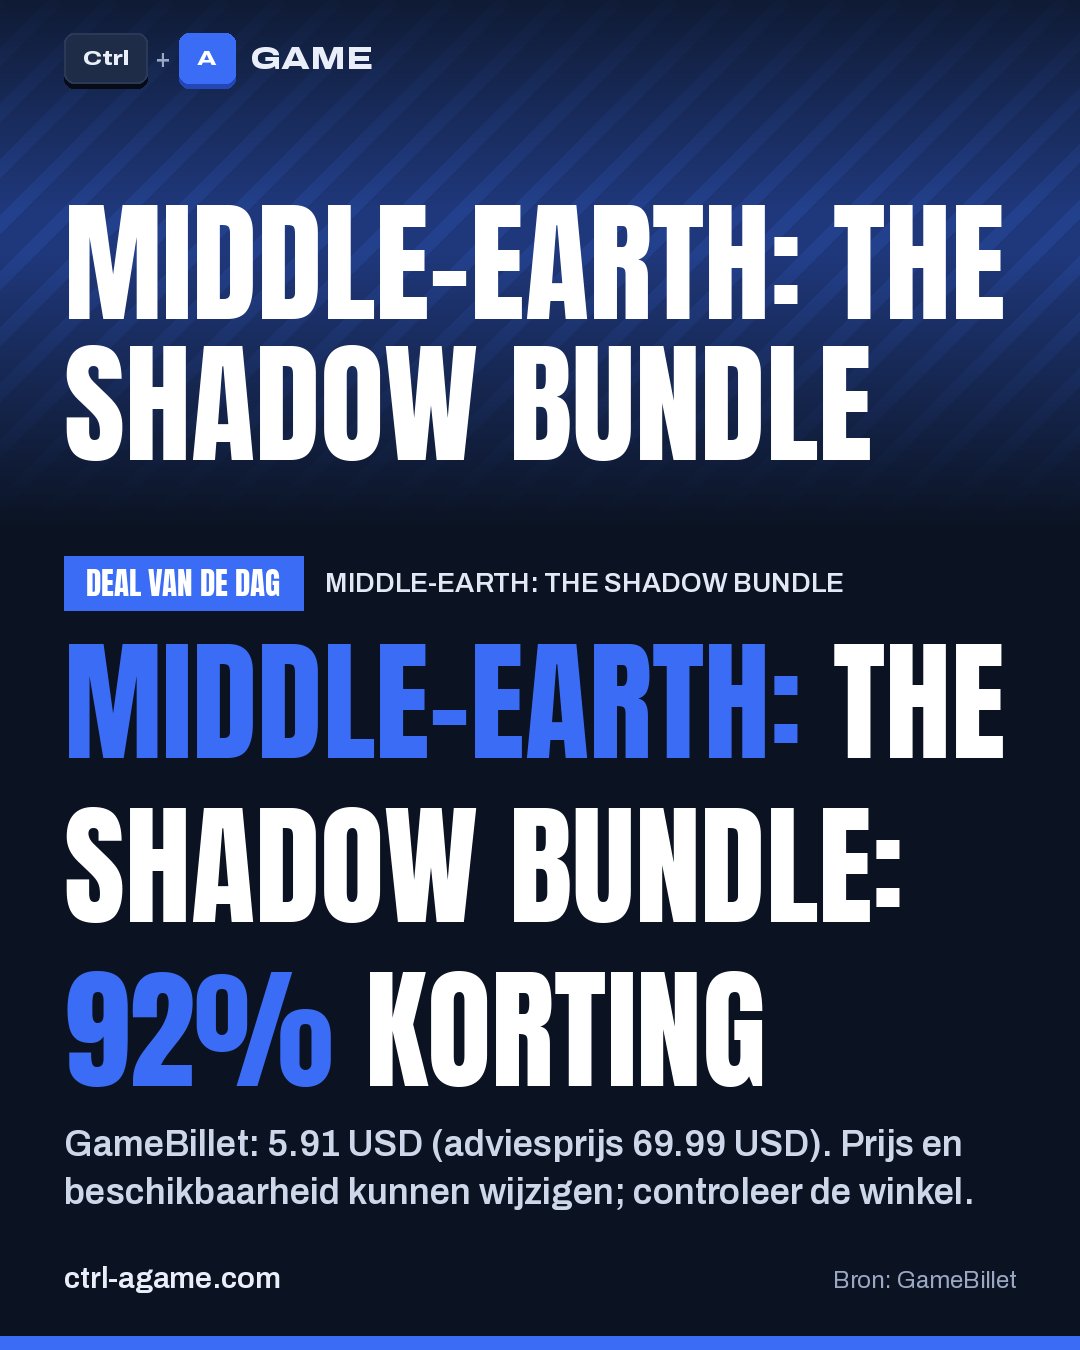 Ctrl + A GAME
MIDDLE-EARTH: THE
SHADOW BUNDLE
DEAL VAN DE DAG MIDDLE-EARTH: THE SHADOW BUNDLE
MIDDLE-EARTH: THE
SHADOW BUNDLE:
92% KORTING
GameBillet: 5.91 USD (adviesprijs 69.99 USD). Prijs en
beschikbaarheid kunnen wijzigen; controleer de winkel.
ctrl-agame.com Bron: GameBillet